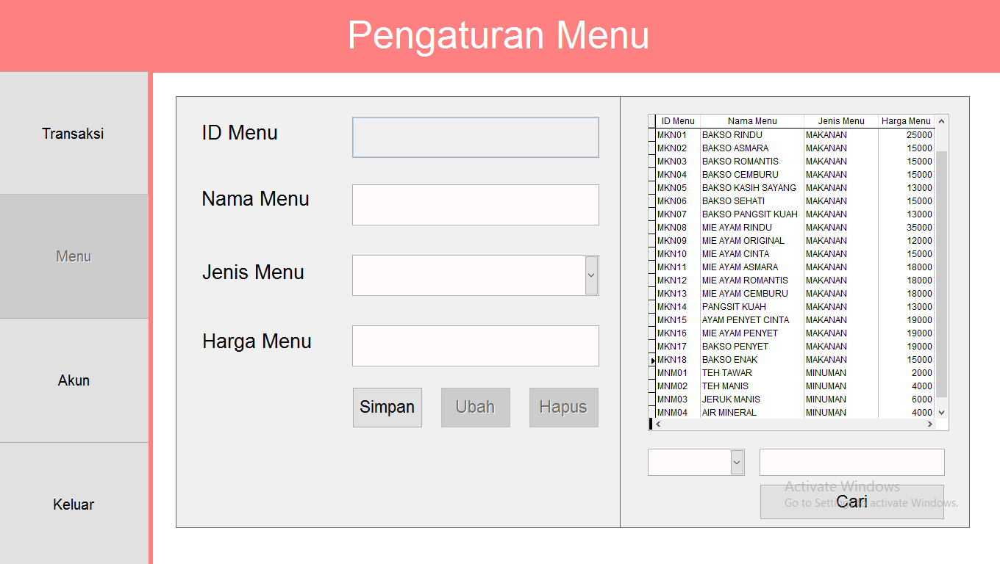 Pengaturan Menu
Transaksi
Menu
Akun
Keluar
ID Menu
Nama Menu
Jenis Menu
Harga Menu
Simpan Ubah Hapus
ID Menu Nama Menu Jenis Menu Harga Menu
MKN01 BAKSO RINDU MAKANAN 25000
MKN02 BAKSO ASMARA MAKANAN 15000
MKN03 BAKSO ROMANTIS MAKANAN 15000
MKN04 BAKSO CEMBURU MAKANAN 15000
MKN05 BAKSO KASIH SAYANG MAKANAN 13000
MKN06 BAKSO SEHATI MAKANAN 15000
MKN07 BAKSO PANGSIT KUAH MAKANAN 13000
MKN08 MIE AYAM RINDU MAKANAN 35000
MKN09 MIE AYAM ORIGINAL MAKANAN 12000
MKN10 MIE AYAM CINTA MAKANAN 15000
MKN11 MIE AYAM ASMARA MAKANAN 18000
MKN12 MIE AYAM ROMANTIS MAKANAN 18000
MKN13 MIE AYAM CEMBURU MAKANAN 18000
MKN14 PANGSIT KUAH MAKANAN 13000
MKN15 AYAM PENYET CINTA MAKANAN 19000
MKN16 MIE AYAM PENYET MAKANAN 19000
MKN17 BAKSO PENYET MAKANAN 19000
MKN18 BAKSO ENAK MAKANAN 15000
MNM01 TEH TAWAR MINUMAN 2000
MNM02 TEH MANIS MINUMAN 4000
MNM03 JERUK MANIS MINUMAN 6000
MNM04 AIR MINERAL MINUMAN 4000
Cari
Activate Windows
Go to Settings to activate Windows.